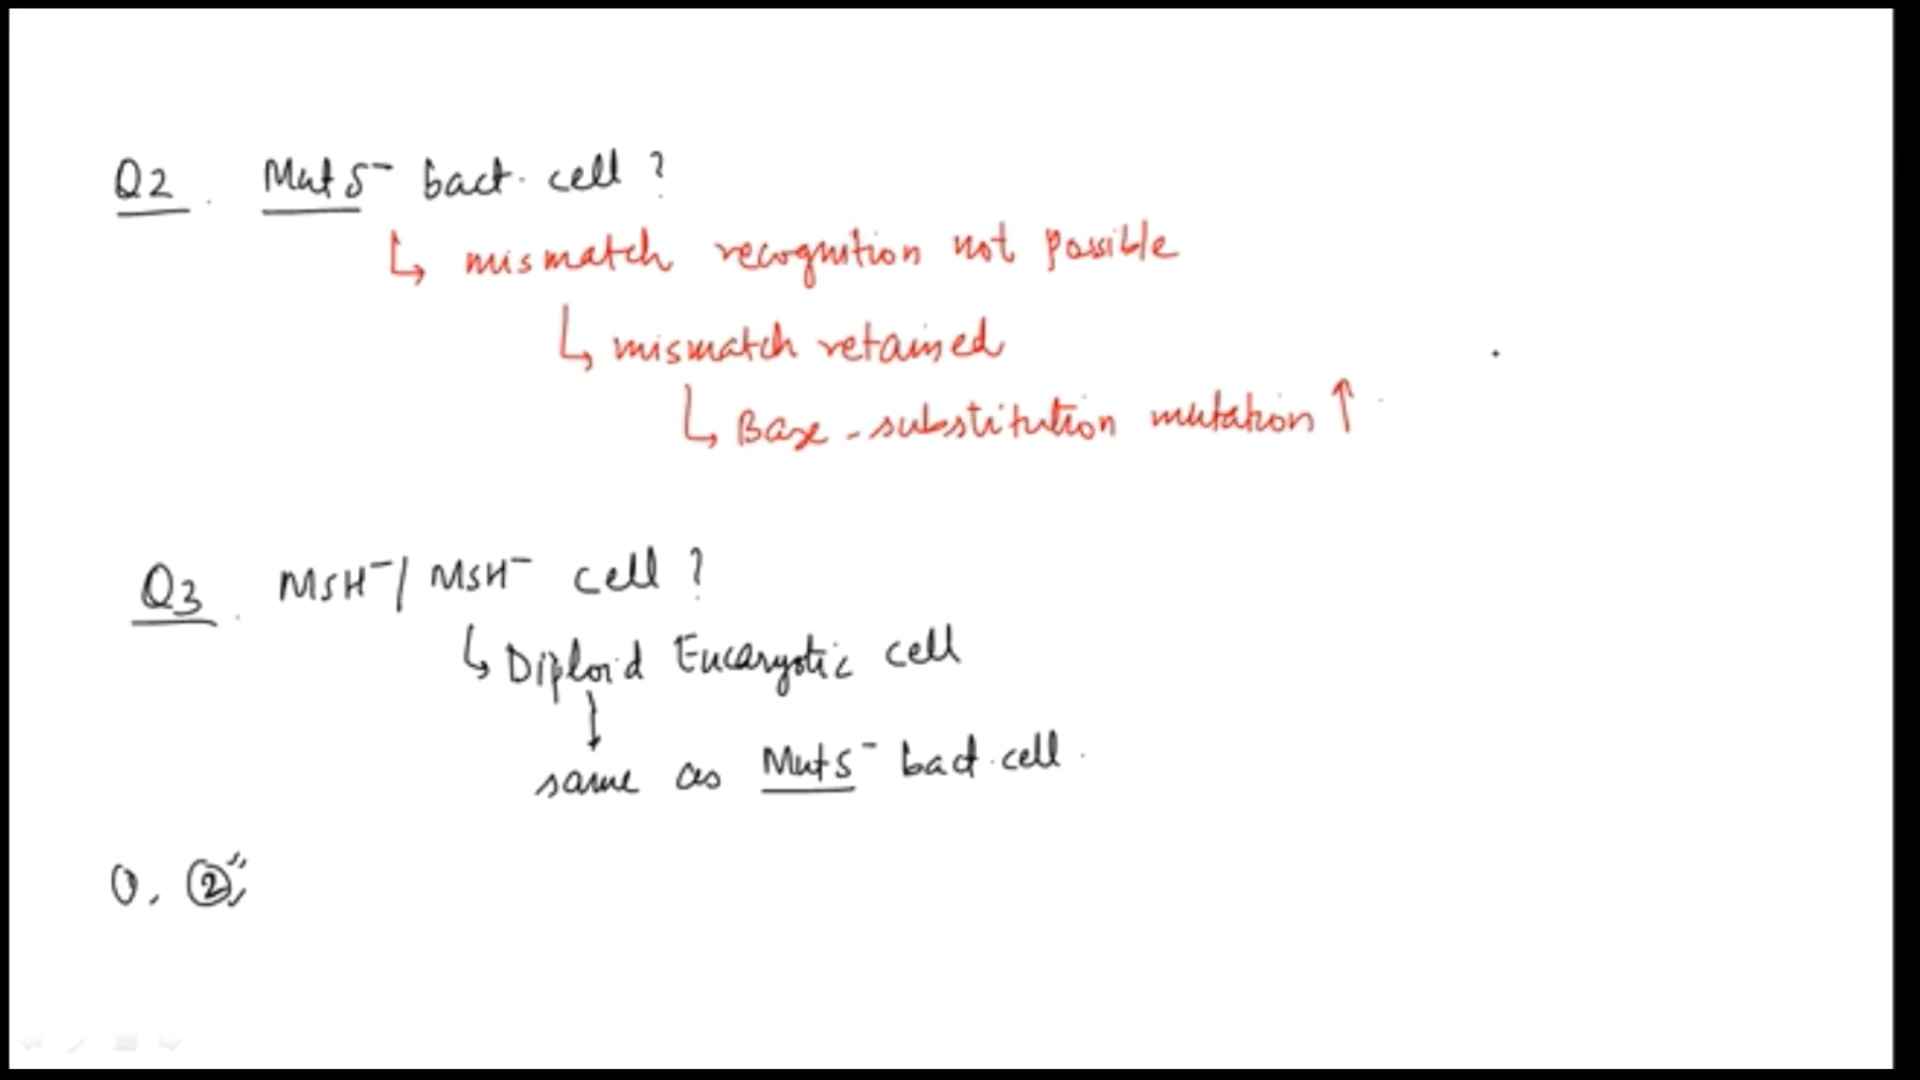 Q2. MutS⁻ bact. cell ?
↳ mismatch recognition not possible
↳ mismatch retained
↳ Base-substitution mutation ↑
Q3. MSH⁻/MSH⁻ cell ?
↳ Diploid Eucaryotic cell
↓
same as MutS⁻ bact. cell.
0, ②"